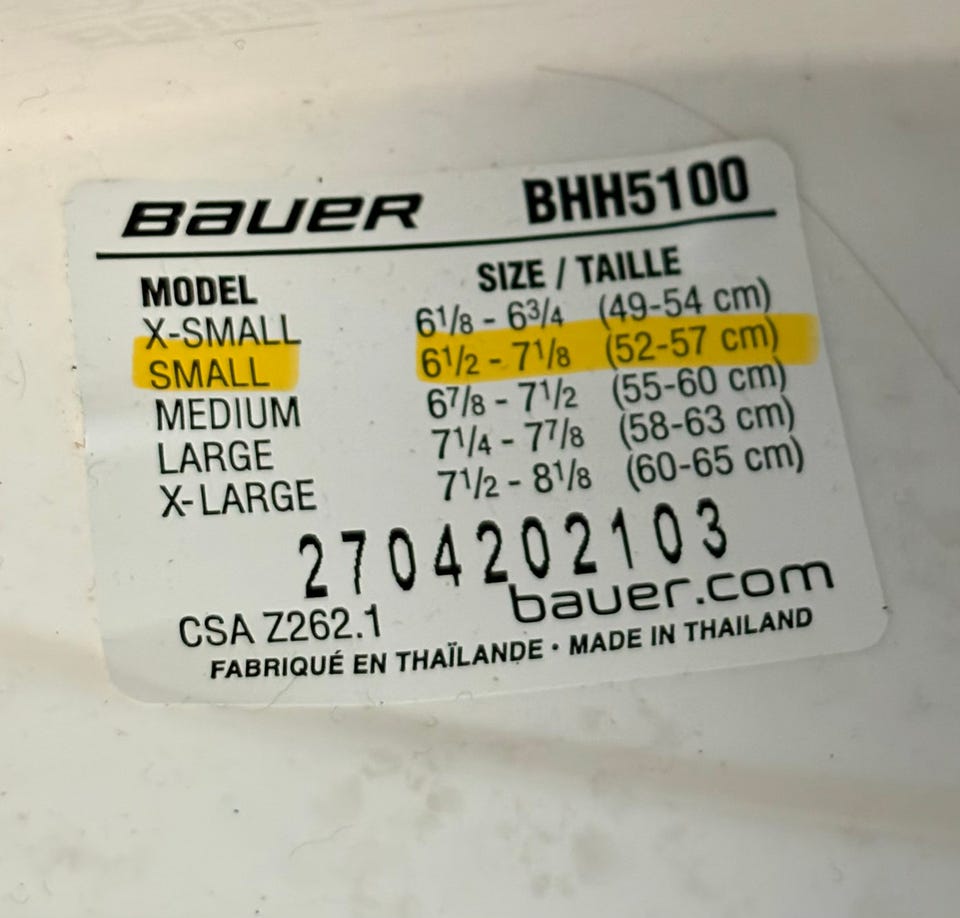 BAUER BHH5100
MODEL SIZE / TAILLE
X-SMALL 6 1/8 - 6 3/4 (49-54 cm)
SMALL 6 1/2 - 7 1/8 (52-57 cm)
MEDIUM 6 7/8 - 7 1/2 (55-60 cm)
LARGE 7 1/4 - 7 7/8 (58-63 cm)
X-LARGE 7 1/2 - 8 1/8 (60-65 cm)
2704202103
CSA Z262.1 bauer.com
FABRIQUÉ EN THAÏLANDE · MADE IN THAILAND